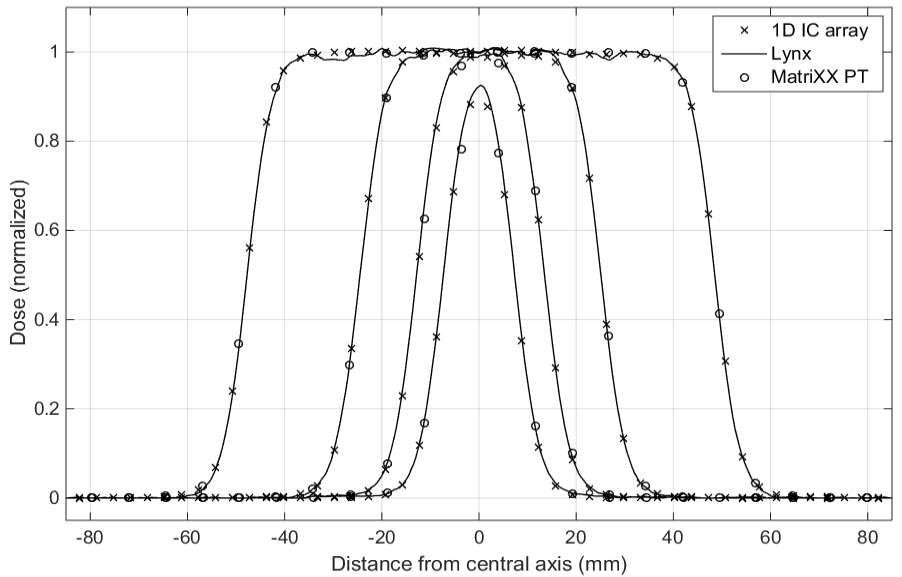 1D IC array
Lynx
MatriXX PT
Dose (normalized)
1
0.8
0.6
0.4
0.2
0
-80 -60 -40 -20 0 20 40 60 80
Distance from central axis (mm)